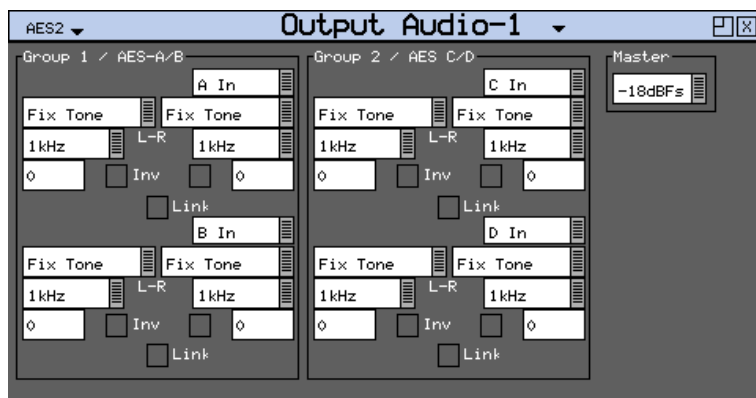 AES2 Output Audio-1
Group 1 / AES-A/B
A In
Fix Tone Fix Tone
1kHz L-R 1kHz
0 Inv 0
Link
B In
Fix Tone Fix Tone
1kHz L-R 1kHz
0 Inv 0
Link
Group 2 / AES C/D
C In
Fix Tone Fix Tone
1kHz L-R 1kHz
0 Inv 0
Link
D In
Fix Tone Fix Tone
1kHz L-R 1kHz
0 Inv 0
Link
Master
-18dBFs